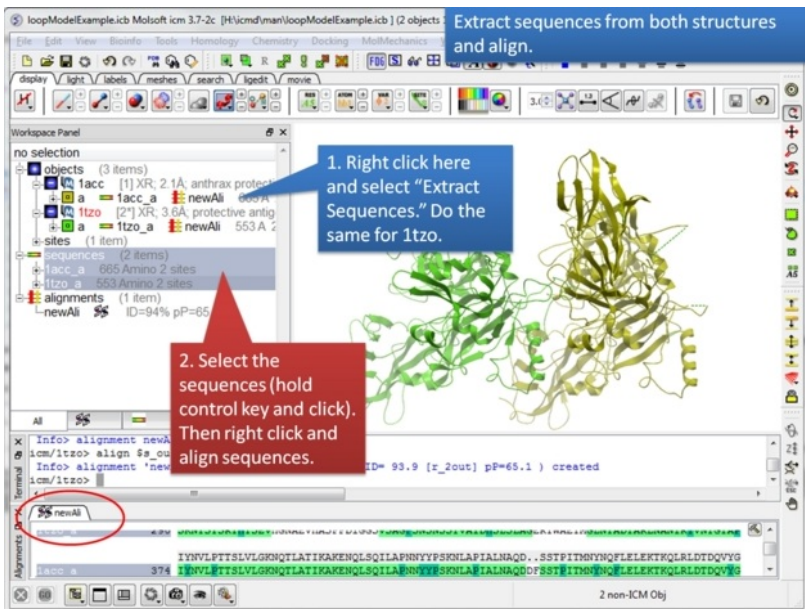 loopModelExample.icb Molsoft icm 3.7-2c [H:\icmd\man\loopModelExample.icb ] (2 objects
Extract sequences from both structures
and align.
File Edit View Bioinfo Tools Homology Chemistry Docking MolMechanics
display light labels meshes search ligedit movie
Workspace Panel
no selection
objects (3 items)
1acc [1] XR; 2.1Å; anthrax protect
a 1acc_a newAli
1tzo [2*] XR; 3.6Å; protective antig
a 1tzo_a newAli 553 A 2
sites (1 item)
sequences (2 items)
1acc_a 665 Amino 2 sites
1tzo_a 553 Amino 2 sites
alignments (1 item)
newAli ID=94% pP=65
1. Right click here
and select “Extract
Sequences.” Do the
same for 1tzo.
2. Select the
sequences (hold
control key and click).
Then right click and
align sequences.
All
Terminal
Info> alignment newA
icm/1tzo> align $s_ou
Info> alignment 'new ID= 93.9 [r_2out] pP=65.1 ) created
icm/1tzo>
newAli
Alignments
IYNVLPTTSLVLGKNQTLATIKAKENQLSQILAPNNYYPSKNLAPIALNAQD..SSTPITMNYNQFLELEKTKQLRLDTDQVYG
1acc a 374 IYNVLPTTSLVLGKNQTLATIKAKENQLSQILAPNNYYPSKNLAPIALNAQDDFSSTPITMNYNQFLELEKTKQLRLDTDQVYG
2 non-ICM Obj